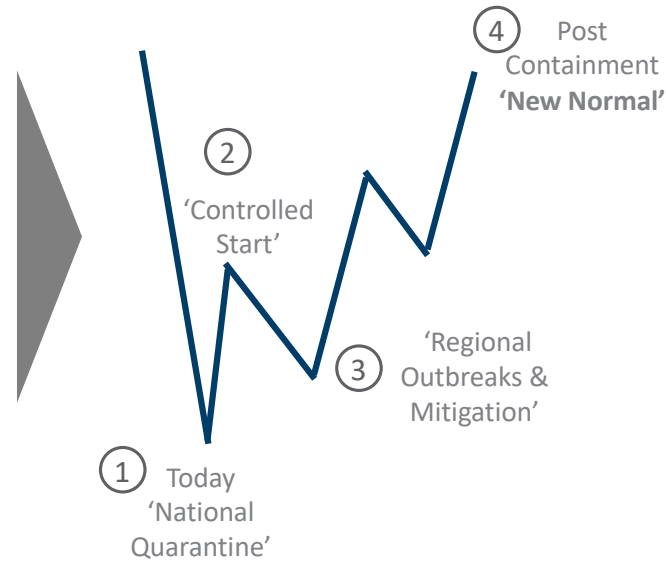 4
Post
Containment
‘New Normal’
2
‘Controlled
Start’
3
‘Regional
Outbreaks &
Mitigation’
1
Today
‘National
Quarantine’